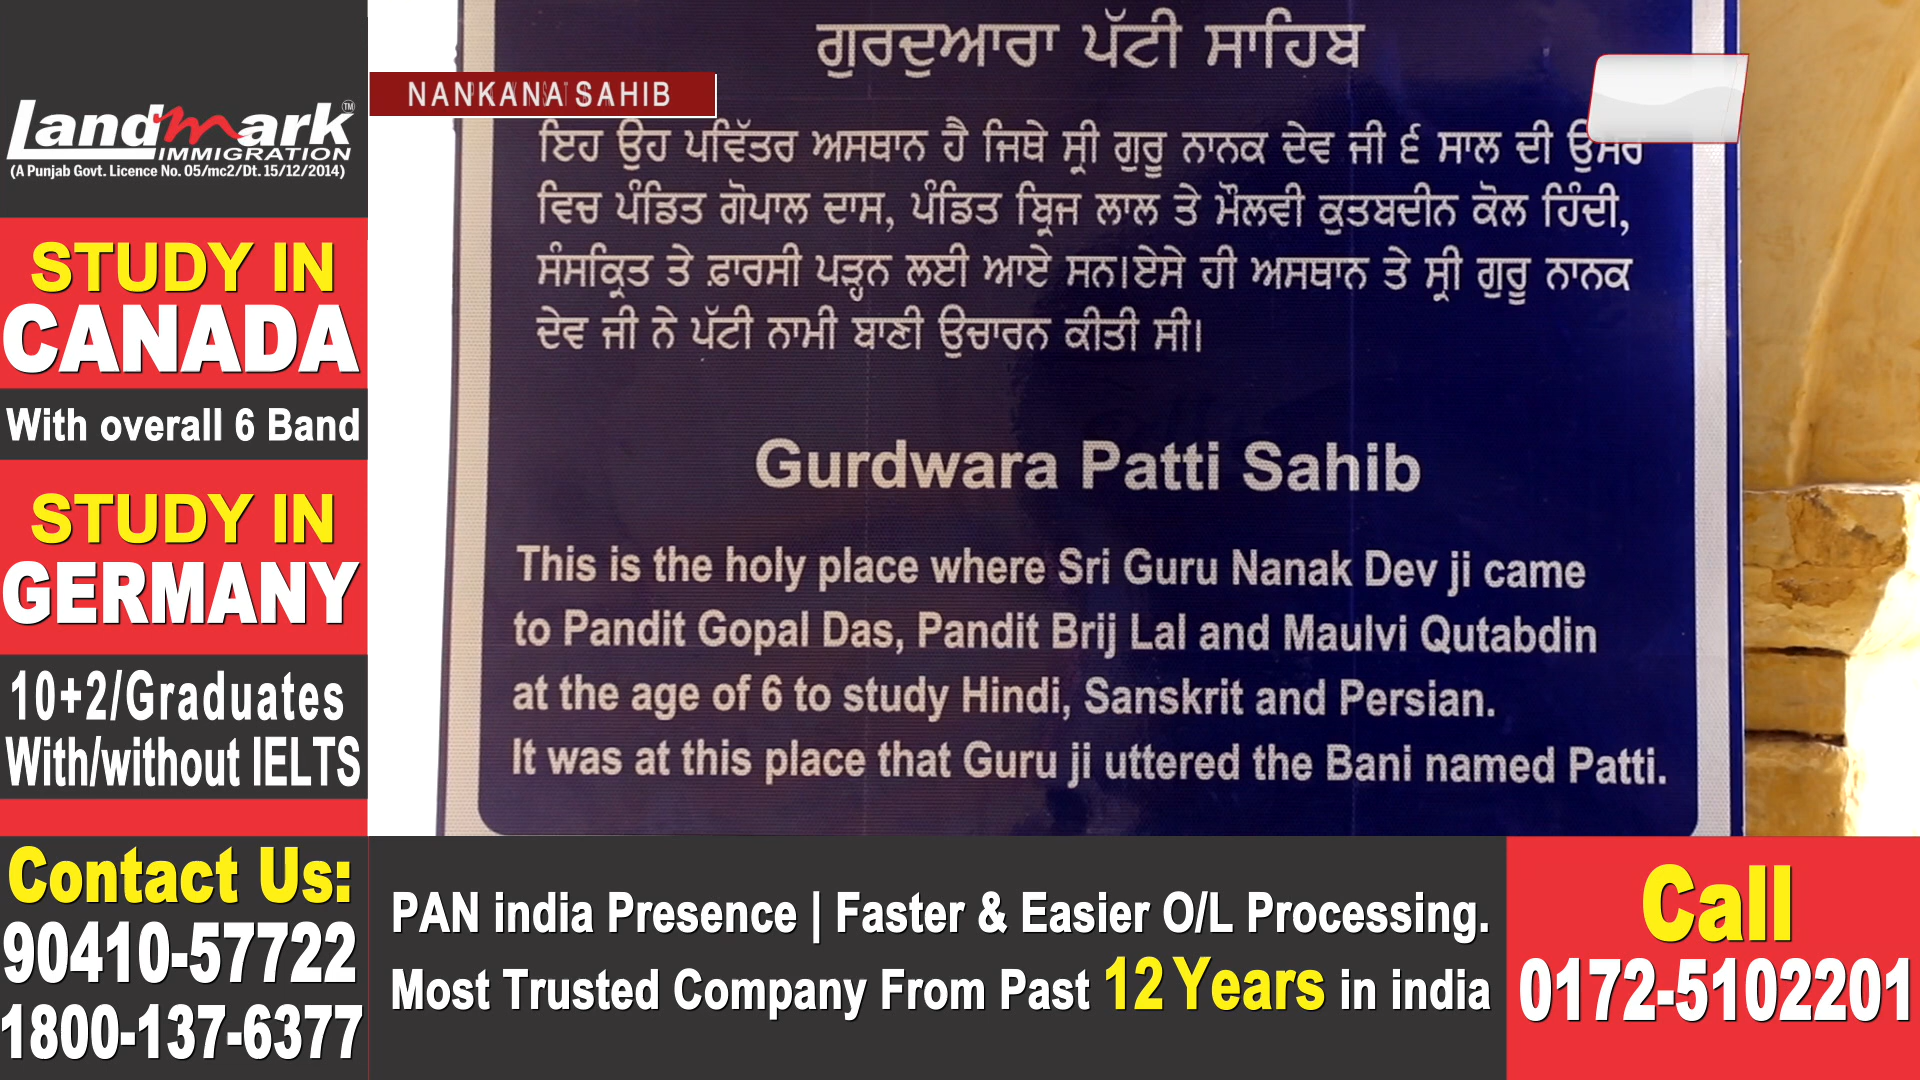 Landmark TM
IMMIGRATION
(A Punjab Govt. Licence No. 05/mc2/Dt. 15/12/2014)
STUDY IN
CANADA
With overall 6 Band
STUDY IN
GERMANY
10+2/Graduates
With/without IELTS
Contact Us:
90410-57722
1800-137-6377
NANKANA SAHIB
ਗੁਰਦੁਆਰਾ ਪੱਟੀ ਸਾਹਿਬ
ਇਹ ਉਹ ਪਵਿੱਤਰ ਅਸਥਾਨ ਹੈ ਜਿਥੇ ਸ੍ਰੀ ਗੁਰੂ ਨਾਨਕ ਦੇਵ ਜੀ ੬ ਸਾਲ ਦੀ ਉਮਰ
ਵਿਚ ਪੰਡਿਤ ਗੋਪਾਲ ਦਾਸ, ਪੰਡਿਤ ਬ੍ਰਿਜ ਲਾਲ ਤੇ ਮੌਲਵੀ ਕੁਤਬਦੀਨ ਕੋਲ ਹਿੰਦੀ,
ਸੰਸਕ੍ਰਿਤ ਤੇ ਫ਼ਾਰਸੀ ਪੜ੍ਹਨ ਲਈ ਆਏ ਸਨ।ਏਸੇ ਹੀ ਅਸਥਾਨ ਤੇ ਸ੍ਰੀ ਗੁਰੂ ਨਾਨਕ
ਦੇਵ ਜੀ ਨੇ ਪੱਟੀ ਨਾਮੀ ਬਾਣੀ ਉਚਾਰਨ ਕੀਤੀ ਸੀ।
Gurdwara Patti Sahib
This is the holy place where Sri Guru Nanak Dev ji came
to Pandit Gopal Das, Pandit Brij Lal and Maulvi Qutabdin
at the age of 6 to study Hindi, Sanskrit and Persian.
It was at this place that Guru ji uttered the Bani named Patti.
PAN india Presence | Faster & Easier O/L Processing.
Most Trusted Company From Past 12 Years in india
Call
0172-5102201